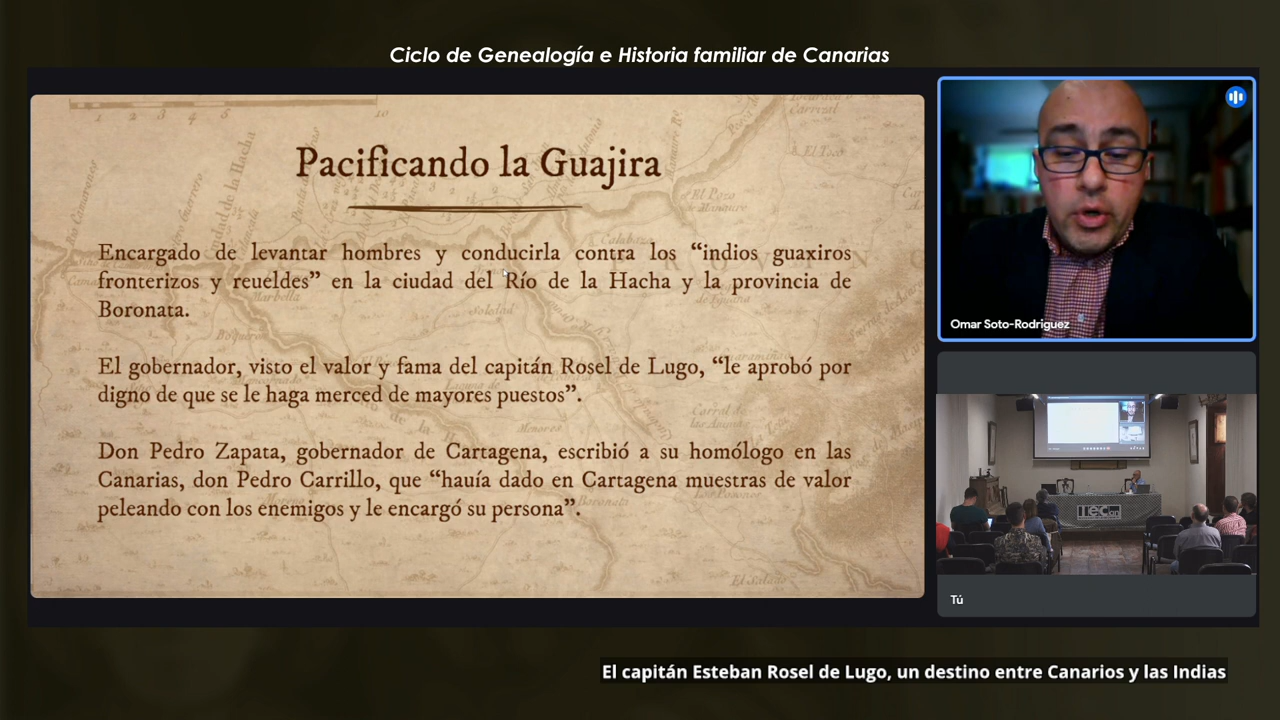 Ciclo de Genealogía e Historia familiar de Canarias
Pacificando la Guajira
Encargado de levantar hombres y conducirla contra los “indios guaxiros
fronterizos y reueldes” en la ciudad del Río de la Hacha y la provincia de
Boronata.
El gobernador, visto el valor y fama del capitán Rosel de Lugo, “le aprobó por
digno de que se le haga merced de mayores puestos”.
Don Pedro Zapata, gobernador de Cartagena, escribió a su homólogo en las
Canarias, don Pedro Carrillo, que “hauía dado en Cartagena muestras de valor
peleando con los enemigos y le encargó su persona”.
Omar Soto-Rodriguez
Tú
El capitán Esteban Rosel de Lugo, un destino entre Canarios y las Indias